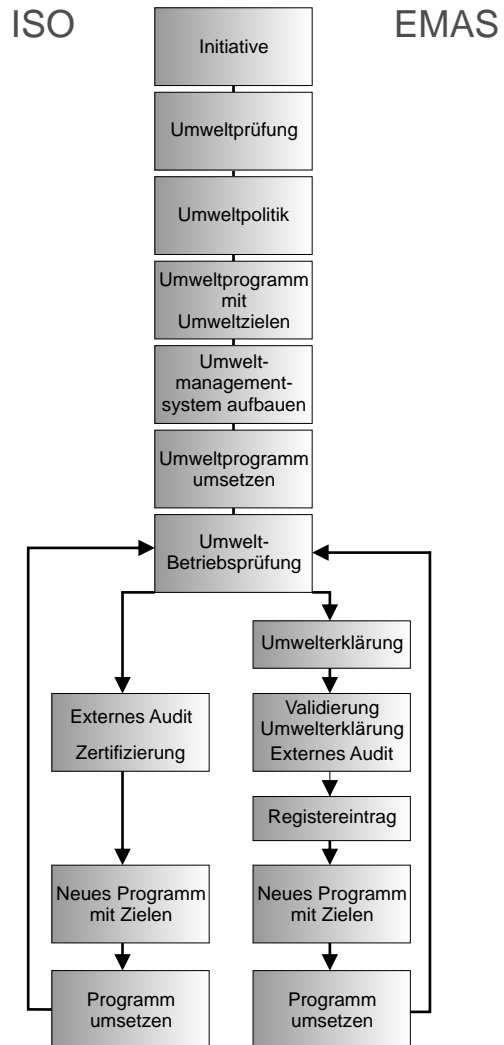 ISO
EMAS
Initiative
Umweltprüfung
Umweltpolitik
Umweltprogramm
mit
Umweltzielen
Umwelt-
management-
system aufbauen
Umweltprogramm
umsetzen
Umwelt-
Betriebsprüfung
Externes Audit
Zertifizierung
Neues Programm
mit Zielen
Programm
umsetzen
Umwelterklärung
Validierung
Umwelterklärung
Externes Audit
Registereintrag
Neues Programm
mit Zielen
Programm
umsetzen